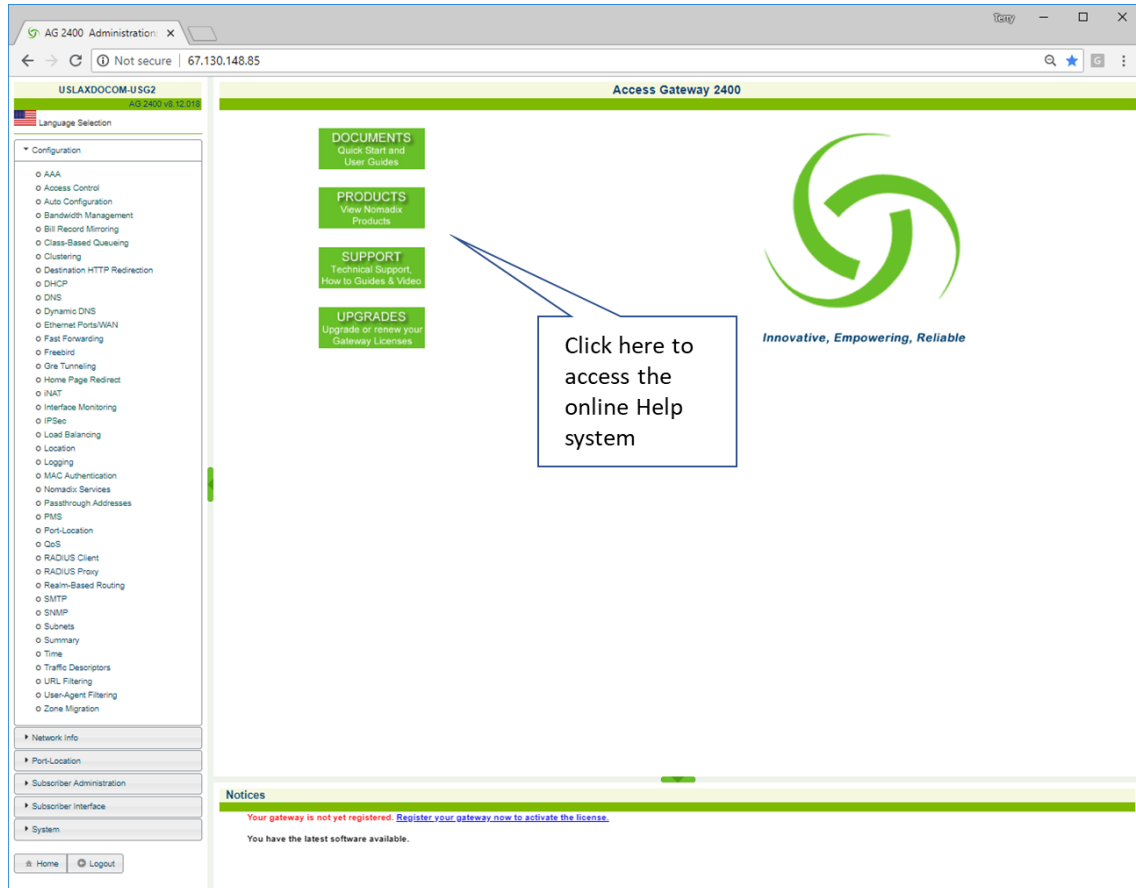 Terry
AG 2400 Administration:
Not secure | 67.130.148.85
USLAXDOCOM-USG2
AG 2400 v8.12.018
Language Selection
Configuration
AAA
Access Control
Auto Configuration
Bandwidth Management
Bill Record Mirroring
Class-Based Queueing
Clustering
Destination HTTP Redirection
DHCP
DNS
Dynamic DNS
Ethernet Ports/WAN
Fast Forwarding
Freebird
Gre Tunneling
Home Page Redirect
iNAT
Interface Monitoring
IPSec
Load Balancing
Location
Logging
MAC Authentication
Nomadix Services
Passthrough Addresses
PMS
Port-Location
QoS
RADIUS Client
RADIUS Proxy
Realm-Based Routing
SMTP
SNMP
Subnets
Summary
Time
Traffic Descriptors
URL Filtering
User-Agent Filtering
Zone Migration
Network Info
Port-Location
Subscriber Administration
Subscriber Interface
System
Home
Logout
Access Gateway 2400
DOCUMENTS
Quick Start and
User Guides
PRODUCTS
View Nomadix
Products
SUPPORT
Technical Support,
How to Guides & Video
UPGRADES
Upgrade or renew your
Gateway Licenses
Click here to
access the
online Help
system
Innovative, Empowering, Reliable
Notices
Your gateway is not yet registered. Register your gateway now to activate the license.
You have the latest software available.